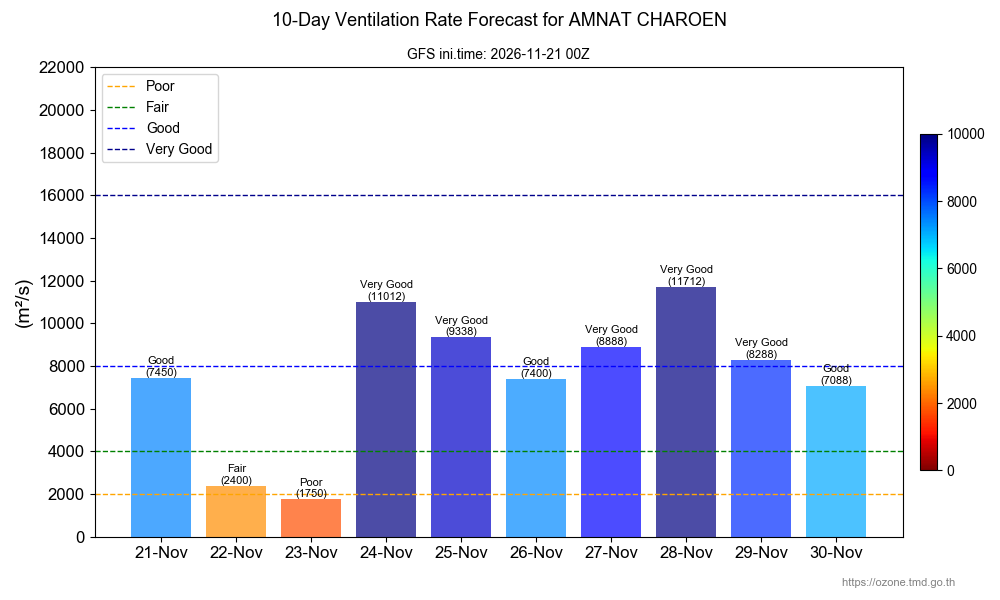 10-Day Ventilation Rate Forecast for AMNAT CHAROEN
GFS ini.time: 2026-11-21 00Z
(m²/s)
22000
20000
18000
16000
14000
12000
10000
8000
6000
4000
2000
0
Poor
Fair
Good
Very Good
Good
(7450)
Fair
(2400)
Poor
(1750)
Very Good
(11012)
Very Good
(9338)
Good
(7400)
Very Good
(8888)
Very Good
(11712)
Very Good
(8288)
Good
(7088)
21-Nov 22-Nov 23-Nov 24-Nov 25-Nov 26-Nov 27-Nov 28-Nov 29-Nov 30-Nov
10000
8000
6000
4000
2000
0
https://ozone.tmd.go.th